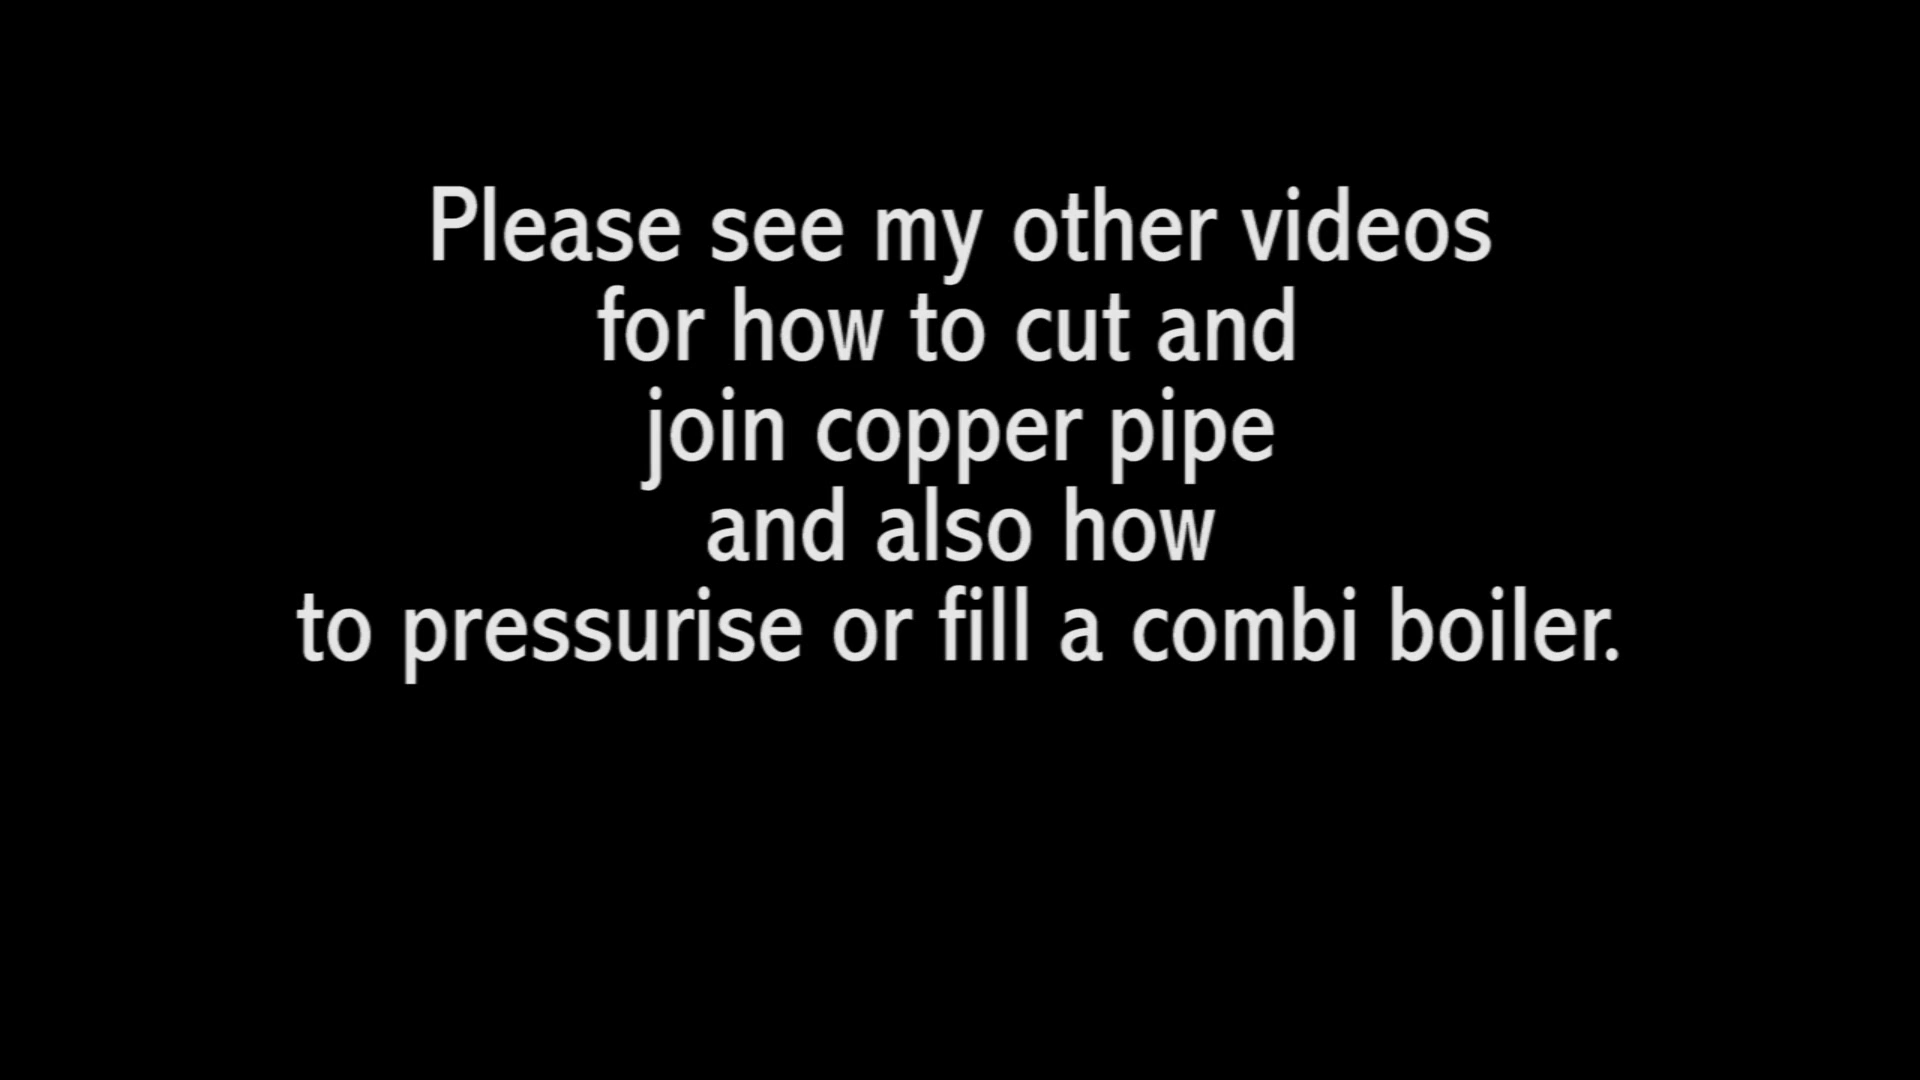 Please see my other videos
for how to cut and
join copper pipe
and also how
to pressurise or fill a combi boiler.